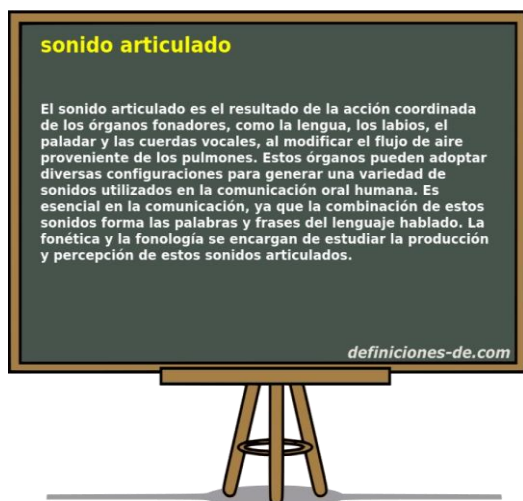 sonido articulado
El sonido articulado es el resultado de la acción coordinada
de los órganos fonadores, como la lengua, los labios, el
paladar y las cuerdas vocales, al modificar el flujo de aire
proveniente de los pulmones. Estos órganos pueden adoptar
diversas configuraciones para generar una variedad de
sonidos utilizados en la comunicación oral humana. Es
esencial en la comunicación, ya que la combinación de estos
sonidos forma las palabras y frases del lenguaje hablado. La
fonética y la fonología se encargan de estudiar la producción
y percepción de estos sonidos articulados.
definiciones-de.com